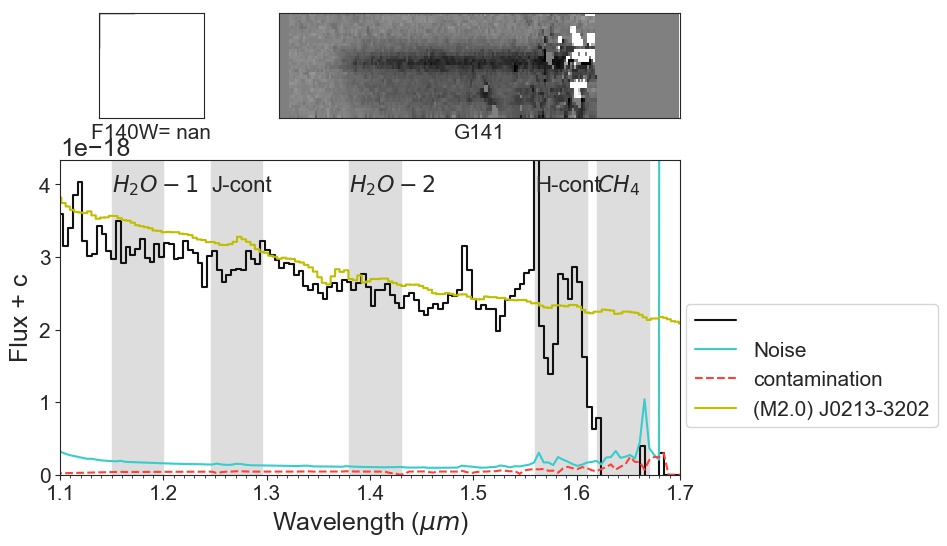 F140W= nan
G141
1e−18
H₂O − 1
J-cont
H₂O − 2
H-cont
CH₄
4
3
2
1
0
Flux + c
1.1
1.2
1.3
1.4
1.5
1.6
1.7
Wavelength (μm)
Noise
contamination
(M2.0) J0213-3202